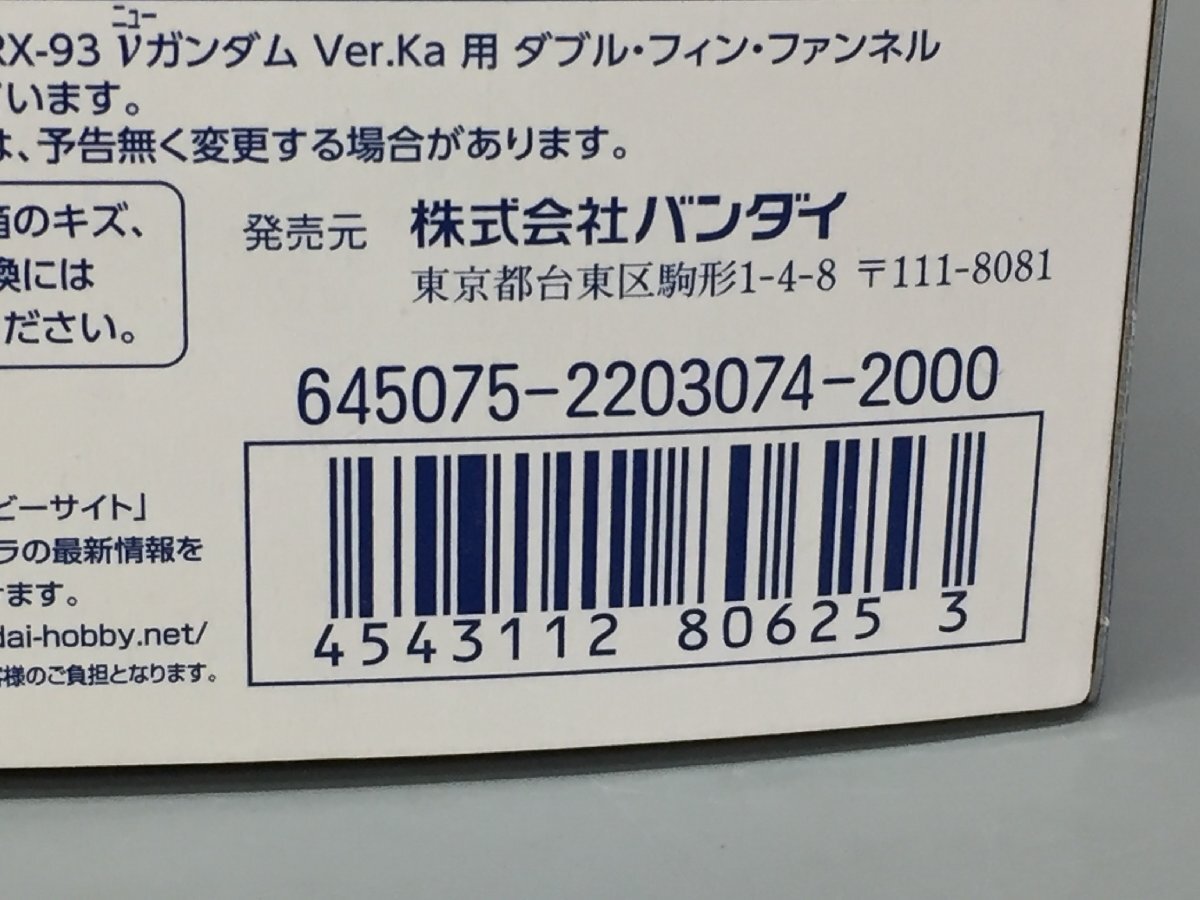 ニュー
RX-93 νガンダム Ver.Ka 用 ダブル・フィン・ファンネル
います。
は、予告無く変更する場合があります。
箱のキズ、
換には
ださい。
発売元 株式会社バンダイ
東京都台東区駒形1-4-8 〒111-8081
645075-2203074-2000
ビーサイト」
ラの最新情報を
ます。
dai-hobby.net/
客様のご負担となります。
4543112 80625 3